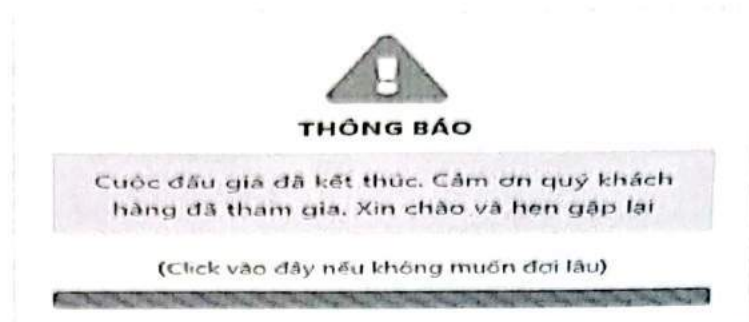 THÔNG BÁO
Cuộc đấu giá đã kết thúc. Cảm ơn quý khách
hàng đã tham gia. Xin chào và hẹn gặp lại
(Click vào đây nếu không muốn đợi lâu)